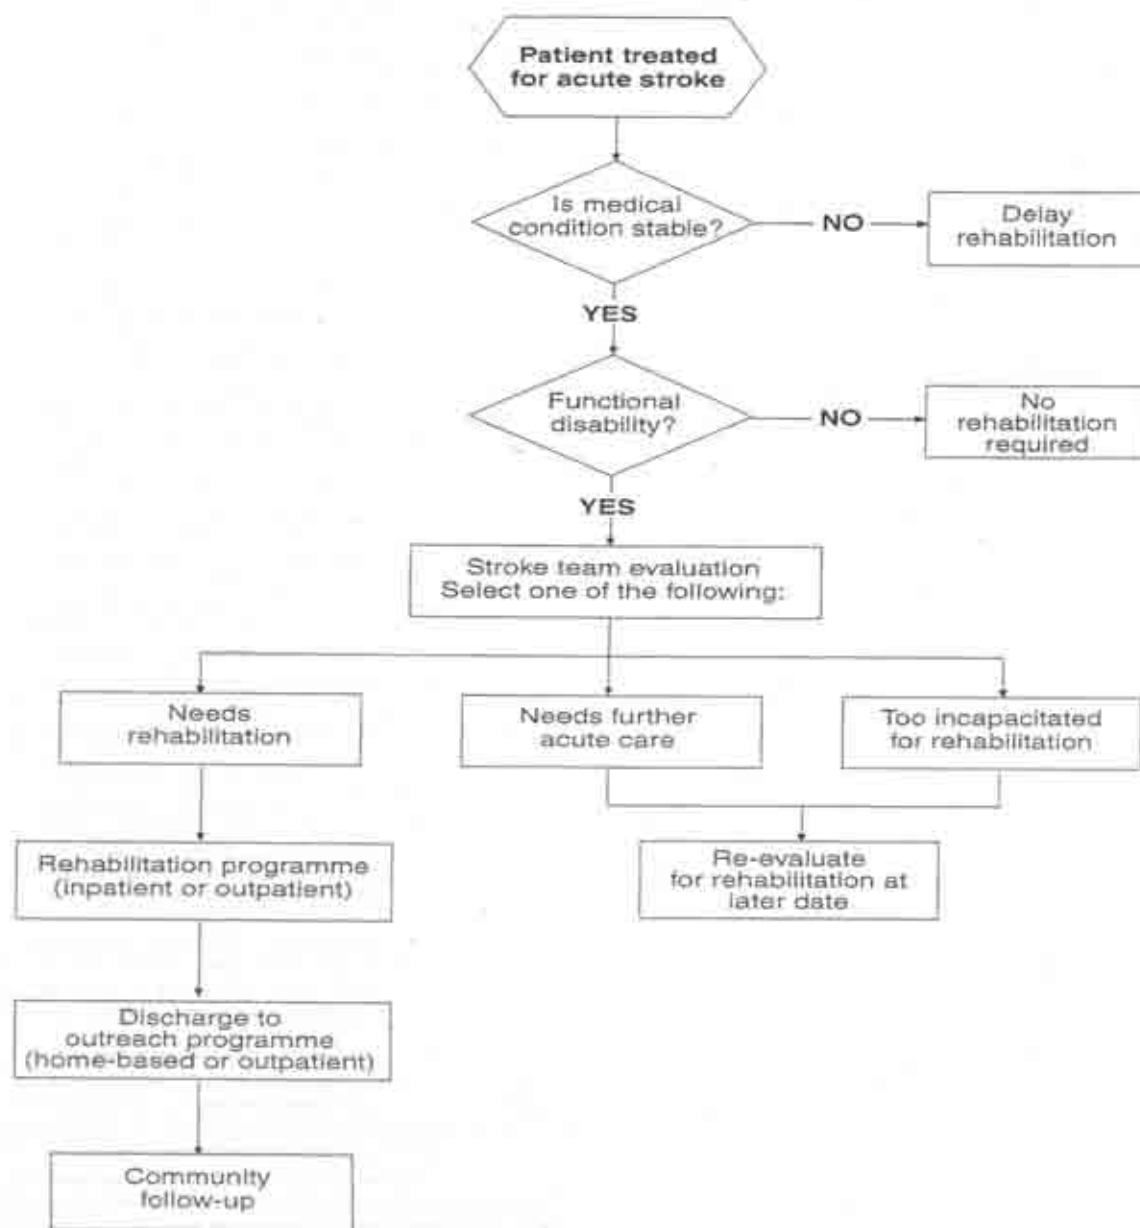 Patient treated
for acute stroke
Is medical
condition stable?
NO
Delay
rehabilitation
YES
Functional
disability?
NO
No
rehabilitation
required
YES
Stroke team evaluation
Select one of the following:
Needs
rehabilitation
Needs further
acute care
Too incapacitated
for rehabilitation
Rehabilitation programme
(inpatient or outpatient)
Re-evaluate
for rehabilitation at
later date
Discharge to
outreach programme
(home-based or outpatient)
Community
follow-up